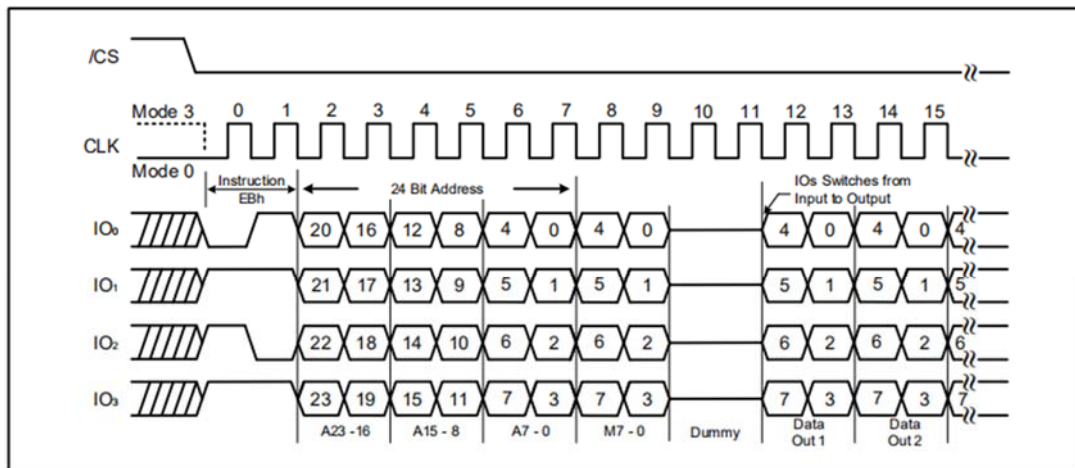 /CS
Mode 3 0 1 2 3 4 5 6 7 8 9 10 11 12 13 14 15
CLK
Mode 0
Instruction
EBh
24 Bit Address
IOs Switches from
Input to Output
IO₀ 20 16 12 8 4 0 4 0 4 0 4 0 4
IO₁ 21 17 13 9 5 1 5 1 5 1 5 1 5
IO₂ 22 18 14 10 6 2 6 2 6 2 6 2 6
IO₃ 23 19 15 11 7 3 7 3 7 3 7 3 7
A23 - 16 A15 - 8 A7 - 0 M7 - 0 Dummy Data Out 1 Data Out 2